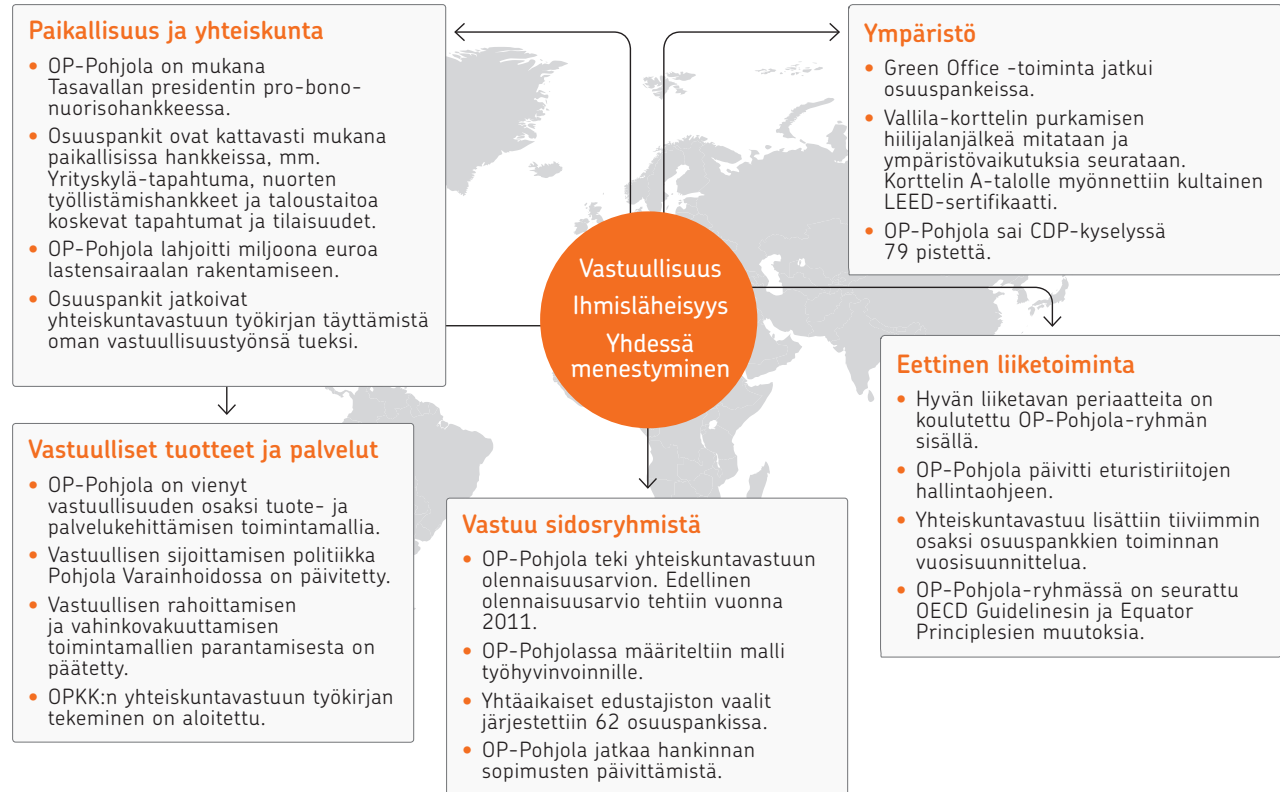 Paikallisuus ja yhteiskunta
• OP-Pohjola on mukana
Tasavallan presidentin pro-bono-
nuorisohankkeessa.
• Osuuspankit ovat kattavasti mukana
paikallisissa hankkeissa, mm.
Yrityskylä-tapahtuma, nuorten
työllistämishankkeet ja taloustaitoa
koskevat tapahtumat ja tilaisuudet.
• OP-Pohjola lahjoitti miljoona euroa
lastensairaalan rakentamiseen.
• Osuuspankit jatkoivat
yhteiskuntavastuun työkirjan täyttämistä
oman vastuullisuustyönsä tueksi.
Ympäristö
• Green Office -toiminta jatkui
osuuspankeissa.
• Vallila-korttelin purkamisen
hiilijalanjälkeä mitataan ja
ympäristövaikutuksia seurataan.
Korttelin A-talolle myönnettiin kultainen
LEED-sertifikaatti.
• OP-Pohjola sai CDP-kyselyssä
79 pistettä.
Vastuullisuus
Ihmisläheisyys
Yhdessä
menestyminen
Eettinen liiketoiminta
• Hyvän liiketavan periaatteita on
koulutettu OP-Pohjola-ryhmän
sisällä.
• OP-Pohjola päivitti eturistiriitojen
hallintaohjeen.
• Yhteiskuntavastuu lisättiin tiiviimmin
osaksi osuuspankkien toiminnan
vuosisuunnittelua.
• OP-Pohjola-ryhmässä on seurattu
OECD Guidelinesin ja Equator
Principlesien muutoksia.
Vastuulliset tuotteet ja palvelut
• OP-Pohjola on vienyt
vastuullisuuden osaksi tuote- ja
palvelukehittämisen toimintamallia.
• Vastuullisen sijoittamisen politiikka
Pohjola Varainhoidossa on päivitetty.
• Vastuullisen rahoittamisen
ja vahinkovakuuttamisen
toimintamallien parantamisesta on
päätetty.
• OPKK:n yhteiskuntavastuun työkirjan
tekeminen on aloitettu.
Vastuu sidosryhmistä
• OP-Pohjola teki yhteiskuntavastuun
olennaisuusarvion. Edellinen
olennaisuusarvio tehtiin vuonna
2011.
• OP-Pohjolassa määriteltiin malli
työhyvinvoinnille.
• Yhtäaikaiset edustajiston vaalit
järjestettiin 62 osuuspankissa.
• OP-Pohjola jatkaa hankinnan
sopimusten päivittämistä.